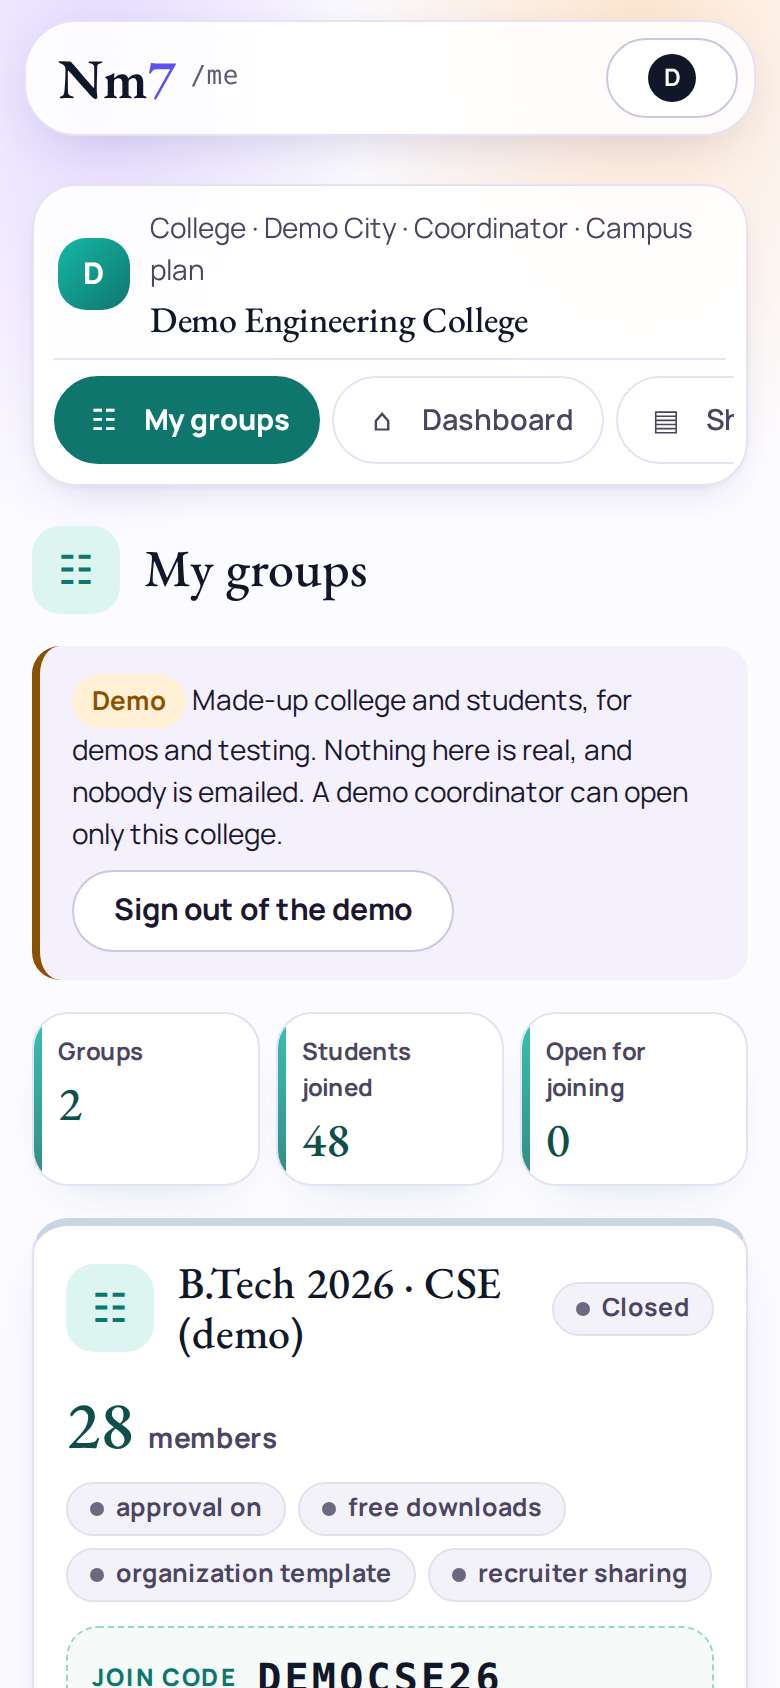 Nm7 /me
D
College · Demo City · Coordinator · Campus
plan
D
Demo Engineering College
My groups
Dashboard
My groups
Demo Made-up college and students, for
demos and testing. Nothing here is real, and
nobody is emailed. A demo coordinator can open
only this college.
Sign out of the demo
Groups
2
Students
joined
48
Open for
joining
0
B.Tech 2026 · CSE
(demo)
Closed
28 members
approval on
free downloads
organization template
recruiter sharing
JOIN CODE DEMOCSE26